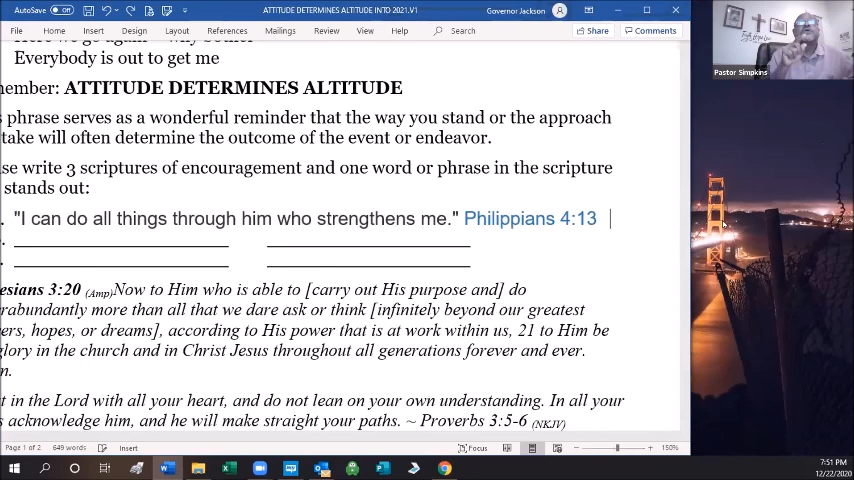 AutoSave Off ATTITUDE DETERMINES ALTITUDE INTO 2021.V1 Governor Jackson
File Home Insert Design Layout References Mailings Review View Help Search Share Comments
Here we go again – why bother
Everybody is out to get me
member: ATTITUDE DETERMINES ALTITUDE
s phrase serves as a wonderful reminder that the way you stand or the approach
take will often determine the outcome of the event or endeavor.
se write 3 scriptures of encouragement and one word or phrase in the scripture
stands out:
. "I can do all things through him who strengthens me." Philippians 4:13
.
.
esians 3:20 (Amp) Now to Him who is able to [carry out His purpose and] do
rabundantly more than all that we dare ask or think [infinitely beyond our greatest
ers, hopes, or dreams], according to His power that is at work within us, 21 to Him be
glory in the church and in Christ Jesus throughout all generations forever and ever.
n.
t in the Lord with all your heart, and do not lean on your own understanding. In all your
s acknowledge him, and he will make straight your paths. ~ Proverbs 3:5-6 (NKJV)
Page 1 of 2 649 words Insert Focus 150%
Pastor Simpkins
7:51 PM
12/22/2020